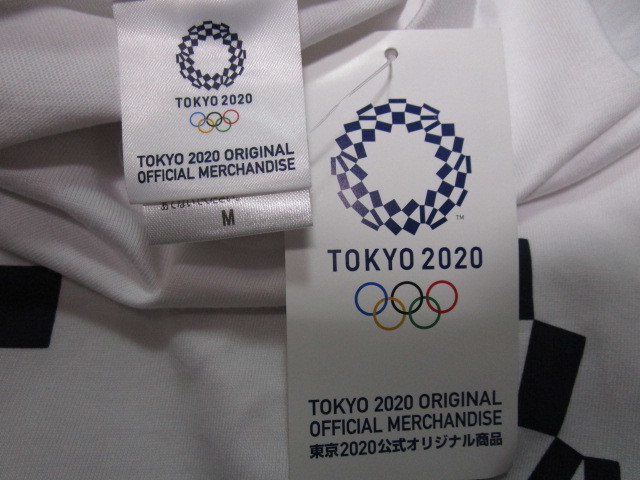 TOKYO 2020
TOKYO 2020 ORIGINAL
OFFICIAL MERCHANDISE
M
TM
TOKYO 2020
TOKYO 2020 ORIGINAL
OFFICIAL MERCHANDISE
東京2020公式オリジナル商品